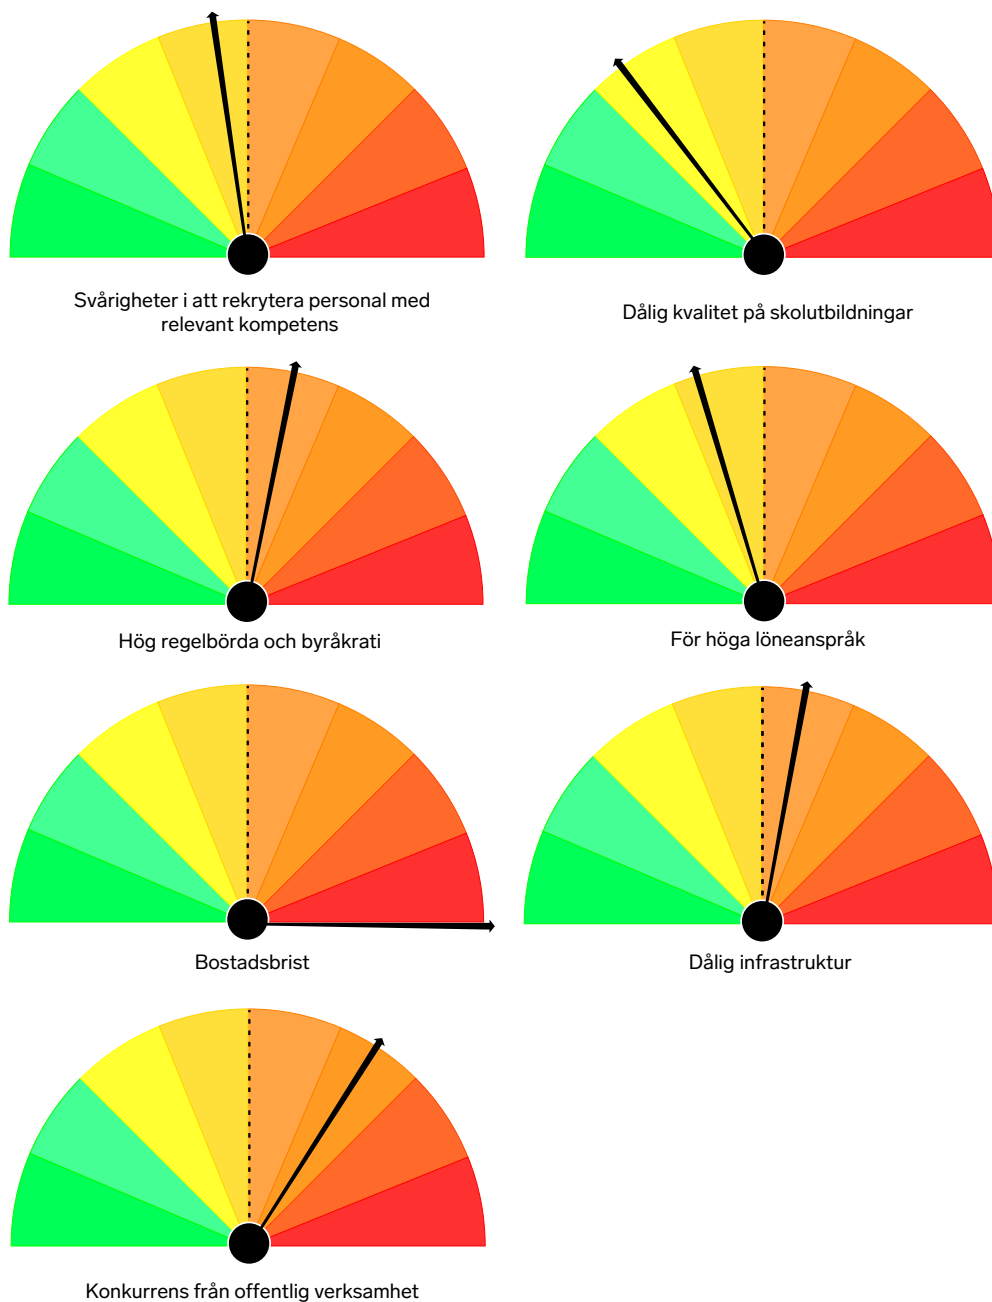 Svårigheter i att rekrytera personal med
relevant kompetens
Dålig kvalitet på skolutbildningar
Hög regelbörda och byråkrati
För höga löneanspråk
Bostadsbrist
Dålig infrastruktur
Konkurrens från offentlig verksamhet